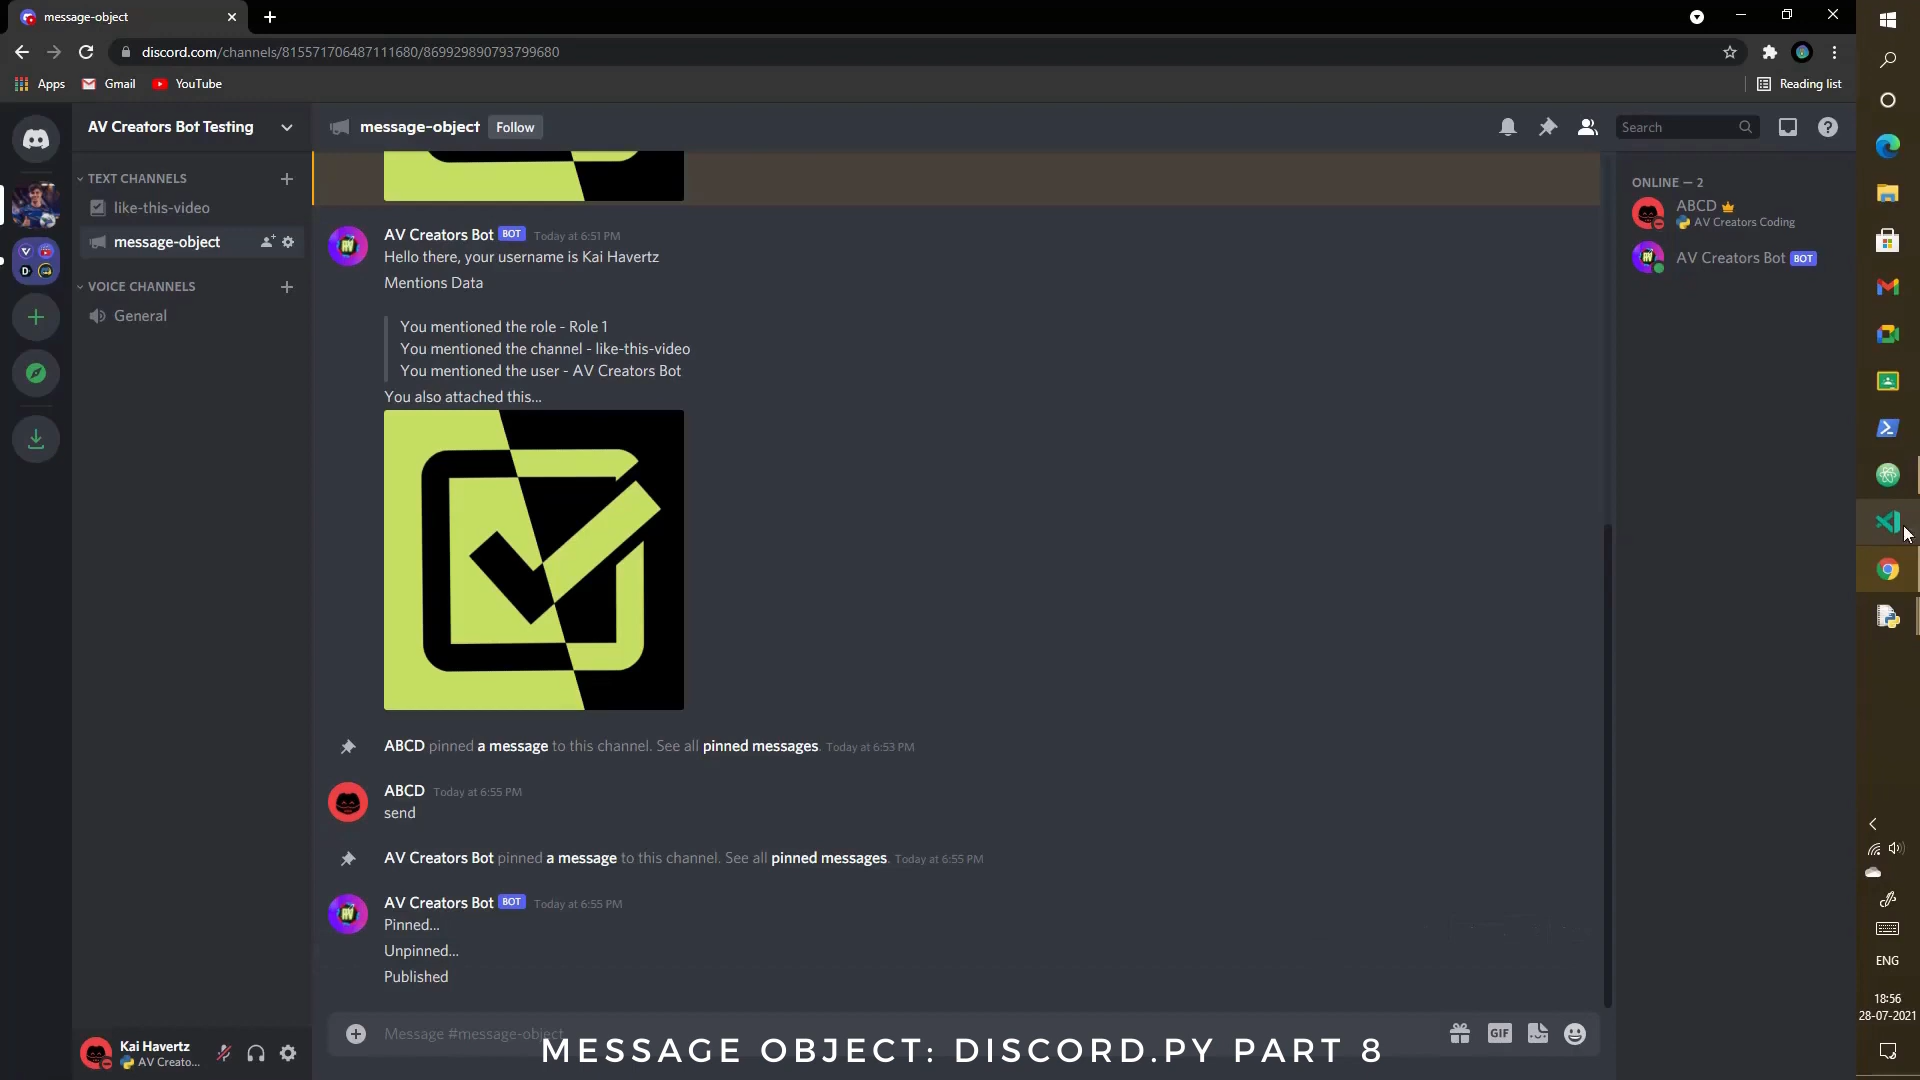 message-object
discord.com/channels/815571706487111680/869929890793799680
Apps
Gmail
YouTube
Reading list
AV Creators Bot Testing
message-object
Follow
Search
TEXT CHANNELS
like-this-video
message-object
VOICE CHANNELS
General
AV Creators Bot BOT Today at 6:51 PM
Hello there, your username is Kai Havertz
Mentions Data
You mentioned the role - Role 1
You mentioned the channel - like-this-video
You mentioned the user - AV Creators Bot
You also attached this...
ABCD pinned a message to this channel. See all pinned messages. Today at 6:53 PM
ABCD Today at 6:55 PM
send
AV Creators Bot pinned a message to this channel. See all pinned messages. Today at 6:55 PM
AV Creators Bot BOT Today at 6:55 PM
Pinned...
Unpinned...
Published
Message #message-object
GIF
MESSAGE OBJECT: DISCORD.PY PART 8
Kai Havertz
AV Creato...
ONLINE — 2
ABCD
AV Creators Coding
AV Creators Bot BOT
ENG
18:56
28-07-2021